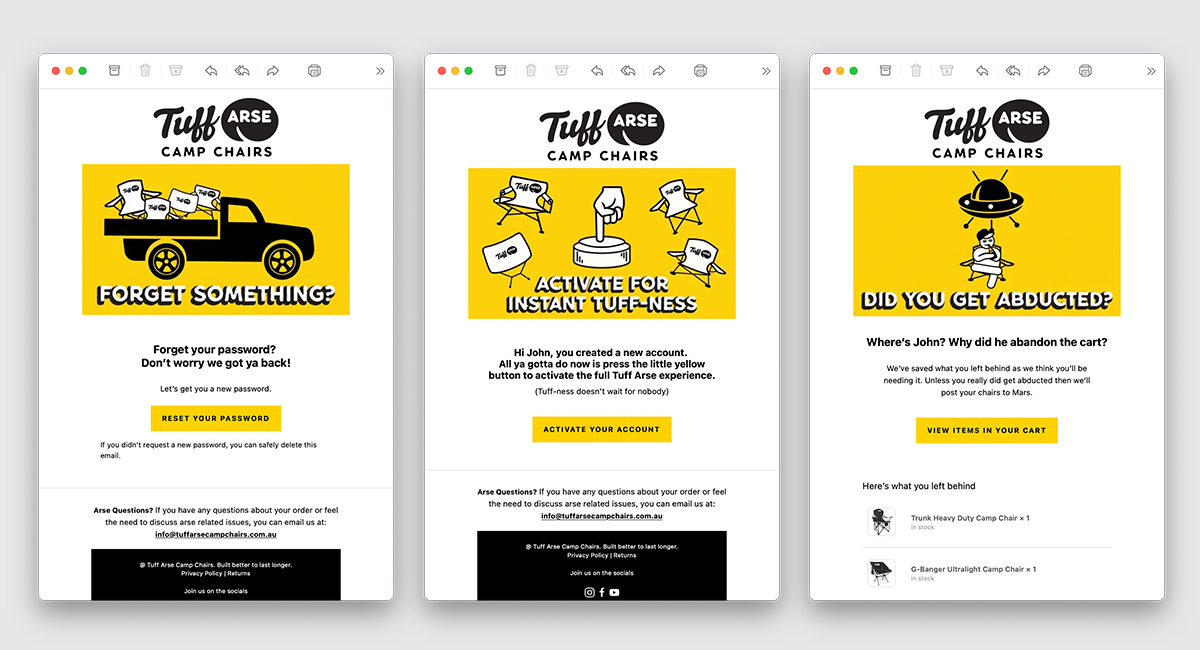 Tuff ARSE
CAMP CHAIRS
FORGET SOMETHING?
Forget your password?
Don't worry we got ya back!
Let's get you a new password.
RESET YOUR PASSWORD
If you didn't request a new password, you can safely delete this
email.
Arse Questions? If you have any questions about your order or feel
the need to discuss arse related issues, you can email us at:
info@tuffarsecampchairs.com.au
@ Tuff Arse Camp Chairs. Built better to last longer.
Privacy Policy | Returns
Join us on the socials
Tuff ARSE
CAMP CHAIRS
ACTIVATE FOR
INSTANT TUFF-NESS
Hi John, you created a new account.
All ya gotta do now is press the little yellow
button to activate the full Tuff Arse experience.
(Tuff-ness doesn't wait for nobody)
ACTIVATE YOUR ACCOUNT
Arse Questions? If you have any questions about your order or feel
the need to discuss arse related issues, you can email us at:
info@tuffarsecampchairs.com.au
@ Tuff Arse Camp Chairs. Built better to last longer.
Privacy Policy | Returns
Join us on the socials
Tuff ARSE
CAMP CHAIRS
DID YOU GET ABDUCTED?
Where's John? Why did he abandon the cart?
We've saved what you left behind as we think you'll be
needing it. Unless you really did get abducted then we'll
post your chairs to Mars.
VIEW ITEMS IN YOUR CART
Here's what you left behind
Trunk Heavy Duty Camp Chair × 1
in stock
G-Banger Ultralight Camp Chair × 1
in stock